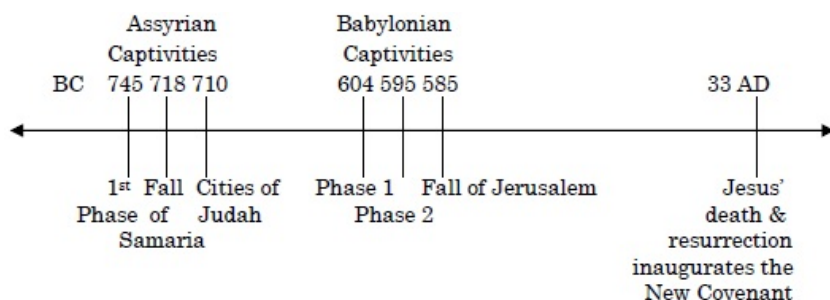 Assyrian Babylonian
Captivities Captivities
BC 745 718 710 604 595 585 33 AD
1st Fall Cities of Phase 1 Fall of Jerusalem Jesus'
Phase of Judah Phase 2 death &
Samaria resurrection
inaugurates the
New Covenant